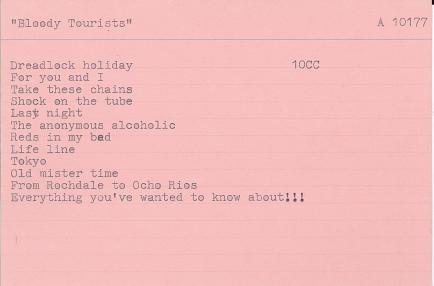 "Bloody Tourists" A 10177
Dreadlock holiday 10CC
For you and I
Take these chains
Shock on the tube
Last night
The anonymous alcoholic
Reds in my bed
Life line
Tokyo
Old mister time
From Rochdale to Ocho Rios
Everything you've wanted to know about!!!